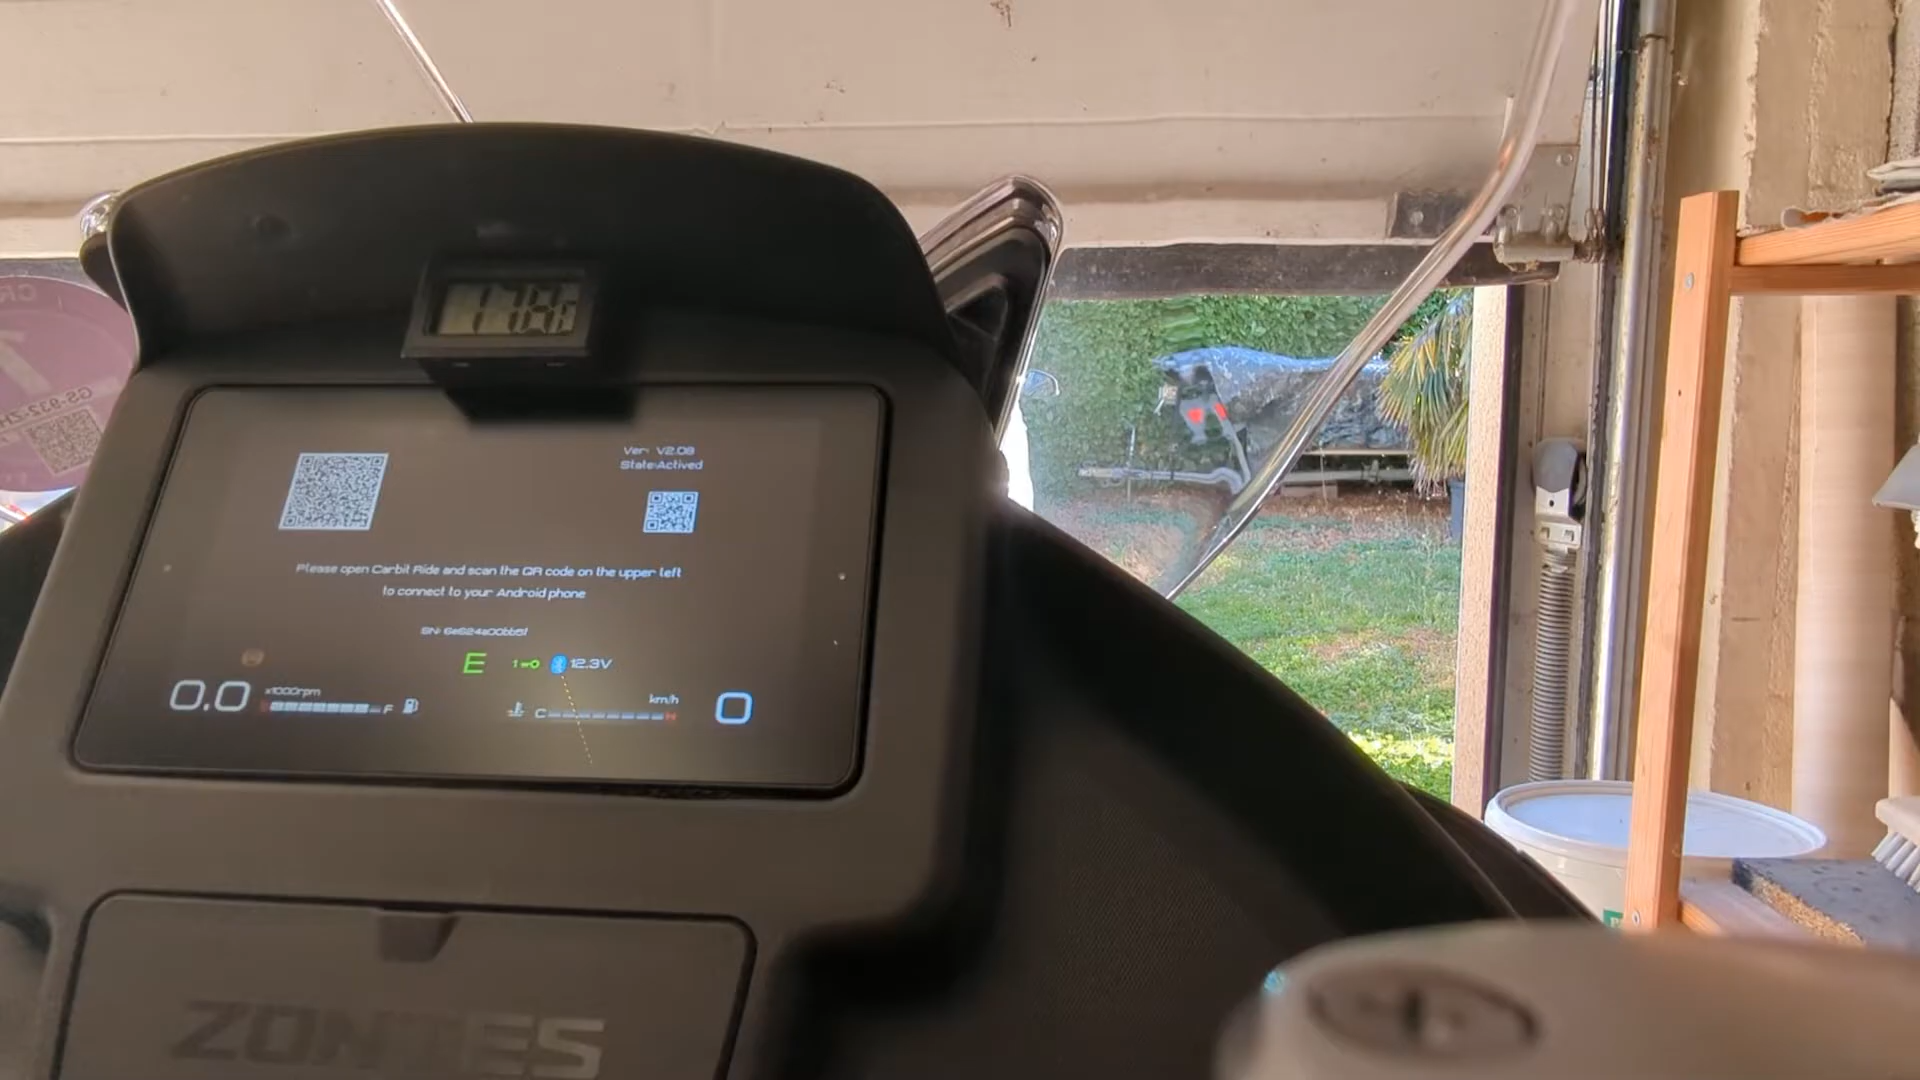 Ver: V2.08
State:Actived
Please open Carbit Ride and scan the QR code on the upper left
to connect to your Android phone
E
12.3V
0.0
x1000rpm
F
C
H
km/h
0
ZONTES